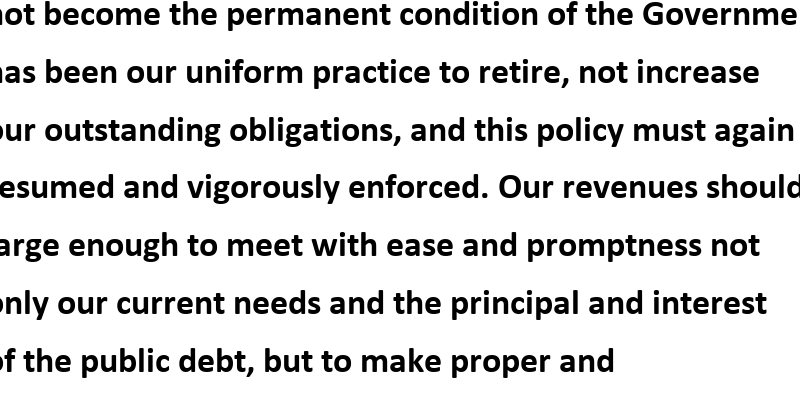 not become the permanent condition of the Governme
has been our uniform practice to retire, not increase
our outstanding obligations, and this policy must again
resumed and vigorously enforced. Our revenues should
large enough to meet with ease and promptness not
only our current needs and the principal and interest
of the public debt, but to make proper and